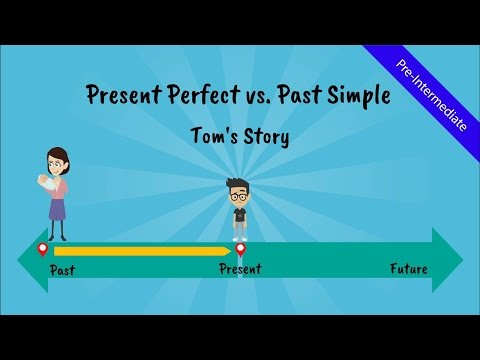 Present Perfect vs. Past Simple
Tom's Story
Pre-Intermediate
Past
Present
Future